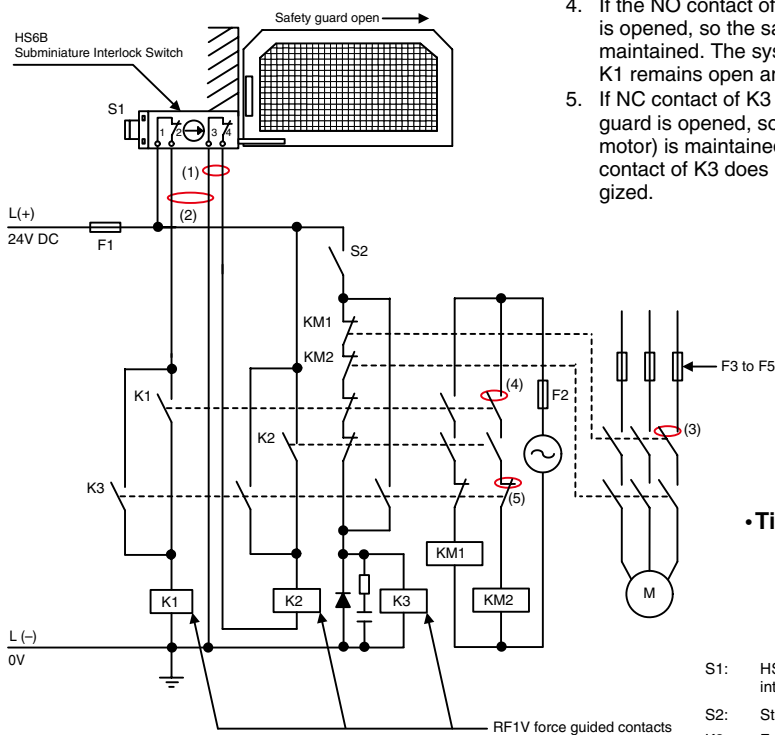 Safety guard open
HS6B
Subminiature Interlock Switch
S1
1 2 3 4
(1)
(2)
L(+)
24V DC
F1
S2
KM1
KM2
K1
K2
K3
(4)
F2
(5)
(3)
F3 to F5
KM1
KM2
K1
K2
K3
M
L (–)
0V
RF1V force guided contacts
4. If the NO contact of
is opened, so the sa
maintained. The sys
K1 remains open an
5. If NC contact of K3
guard is opened, so
motor) is maintained
contact of K3 does
gized.
•Ti
S1: HS
int
S2: St